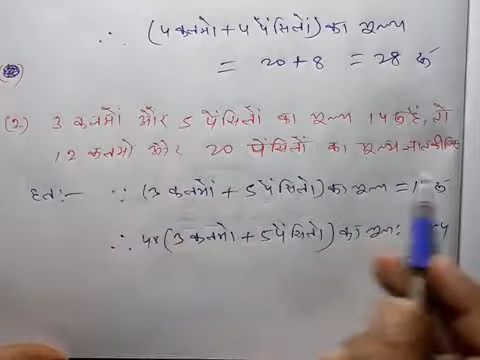 ∴ (4 कलमों + 4 पेंसिलों) का मूल्य
= 20 + 8 = 28 रु
(2) 3 कलमों और 5 पेंसिलों का मूल्य 14 रु है, तो
12 कलमों और 20 पेंसिलों का मूल्य ज्ञात कीजिए
हल :- ∵ (3 कलमों + 5 पेंसिलों) का मूल्य = 1
∴ 4x (3 कलमों + 5 पेंसिलों) का